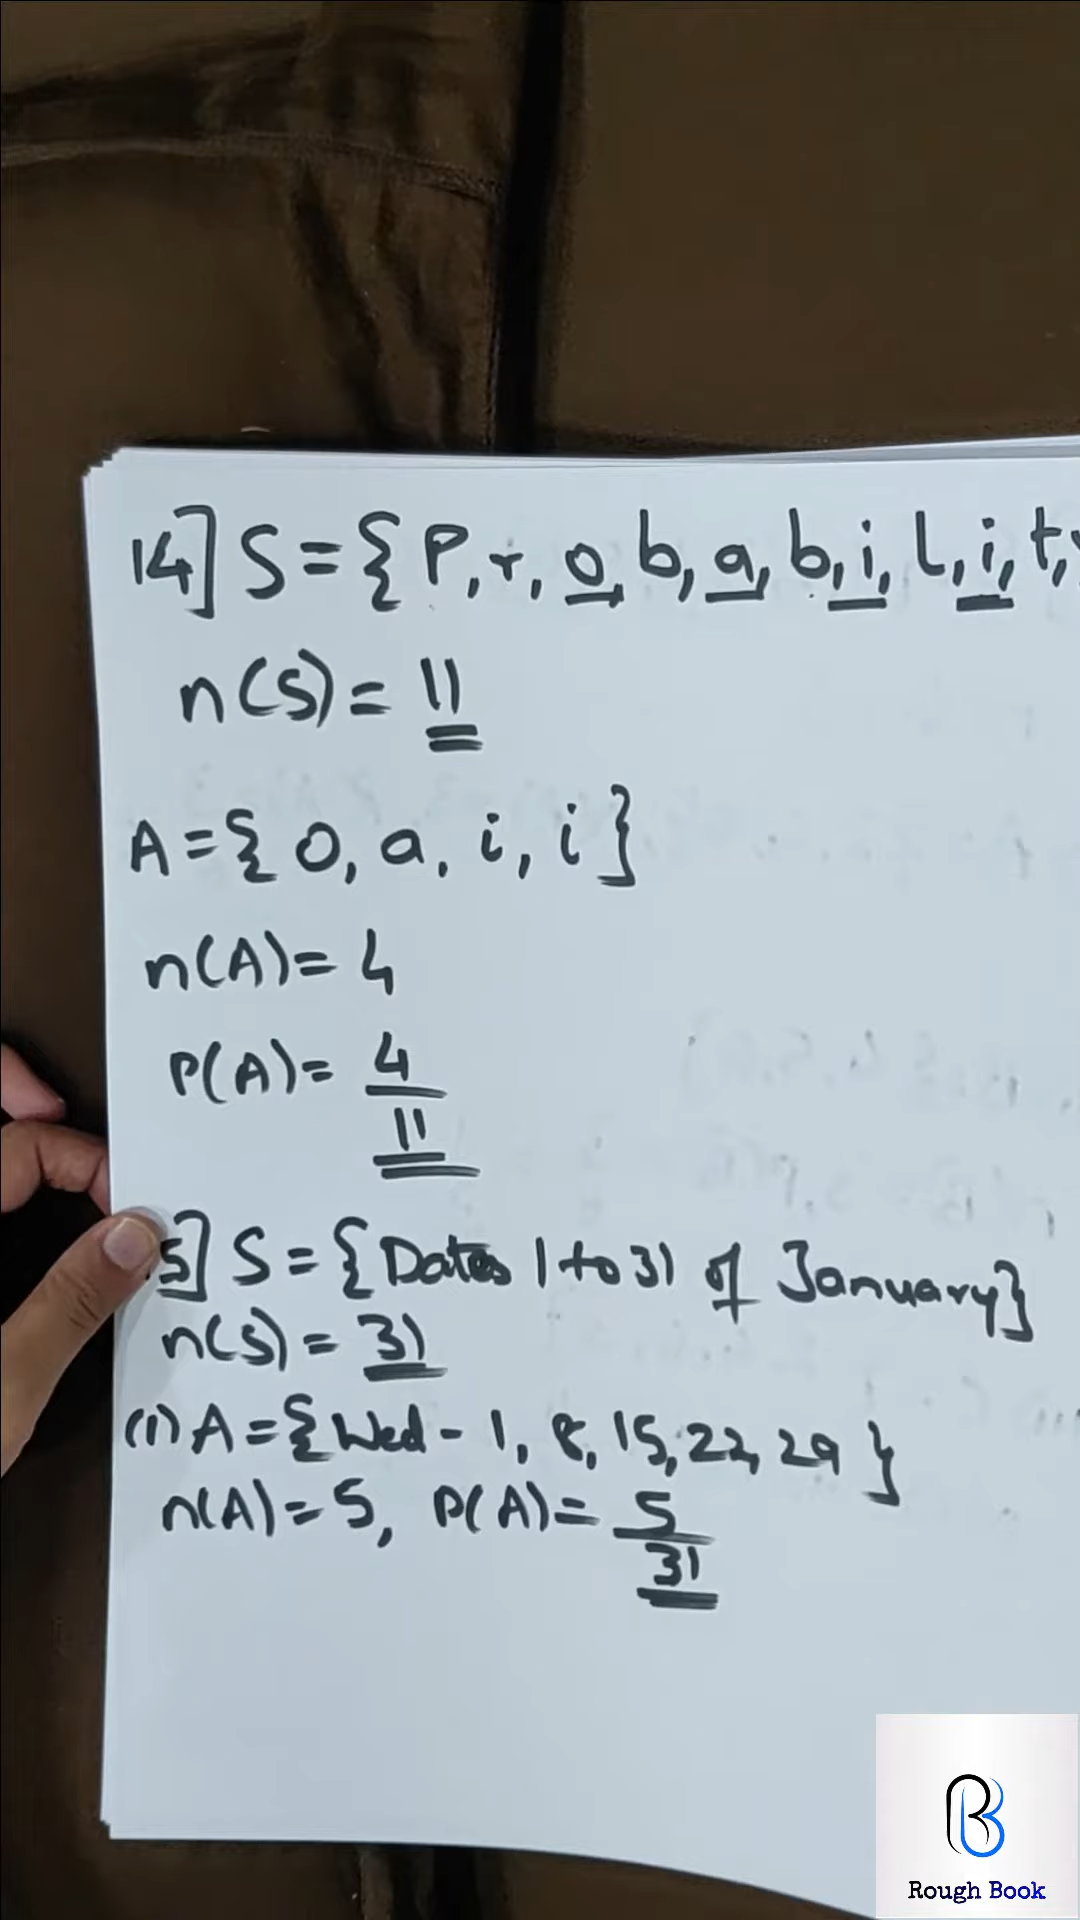 14] S = { P, r, o, b, a, b, i, l, i, t,
n(S) = 11
A = { o, a, i, i }
n(A) = 4
P(A) = 4/11
5] S = { Dates 1 to 31 of January}
n(S) = 31
(1) A = { Wed - 1, 8, 15, 22, 29 }
n(A) = 5, P(A) = 5/31
B
Rough Book